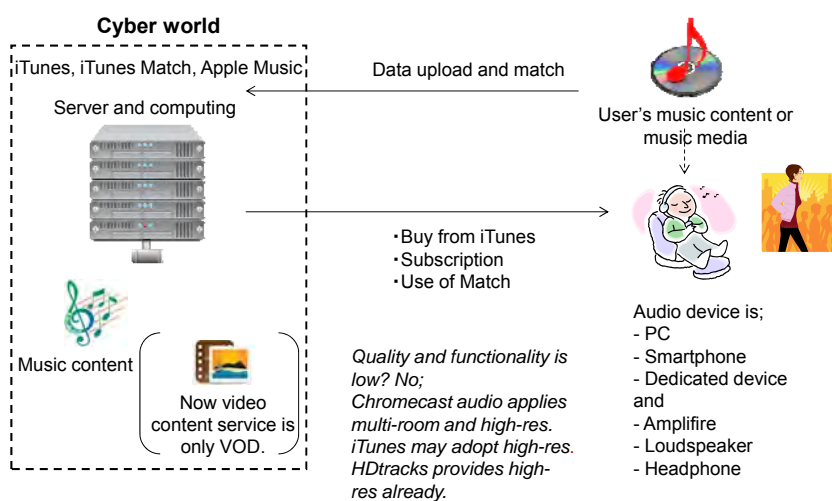 Cyber world
iTunes, iTunes Match, Apple Music
Server and computing
Music content
Now video
content service is
only VOD.
Data upload and match
・Buy from iTunes
・Subscription
・Use of Match
Quality and functionality is
low? No;
Chromecast audio applies
multi-room and high-res.
iTunes may adopt high-res.
HDtracks provides high-
res already.
User's music content or
music media
Audio device is;
- PC
- Smartphone
- Dedicated device
and
- Amplifire
- Loudspeaker
- Headphone